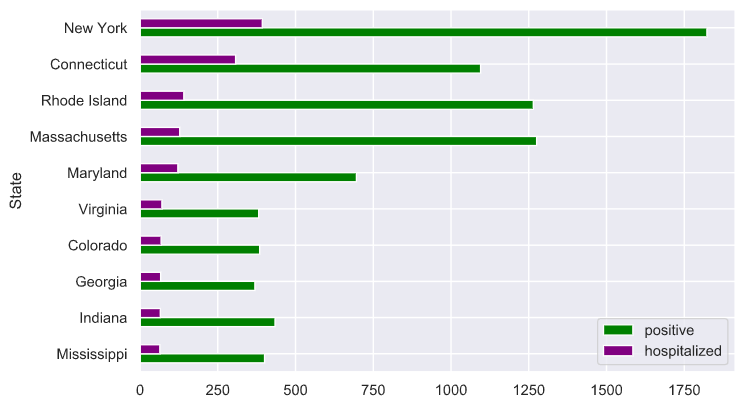 State
New York
Connecticut
Rhode Island
Massachusetts
Maryland
Virginia
Colorado
Georgia
Indiana
Mississippi
0 250 500 750 1000 1250 1500 1750
positive
hospitalized